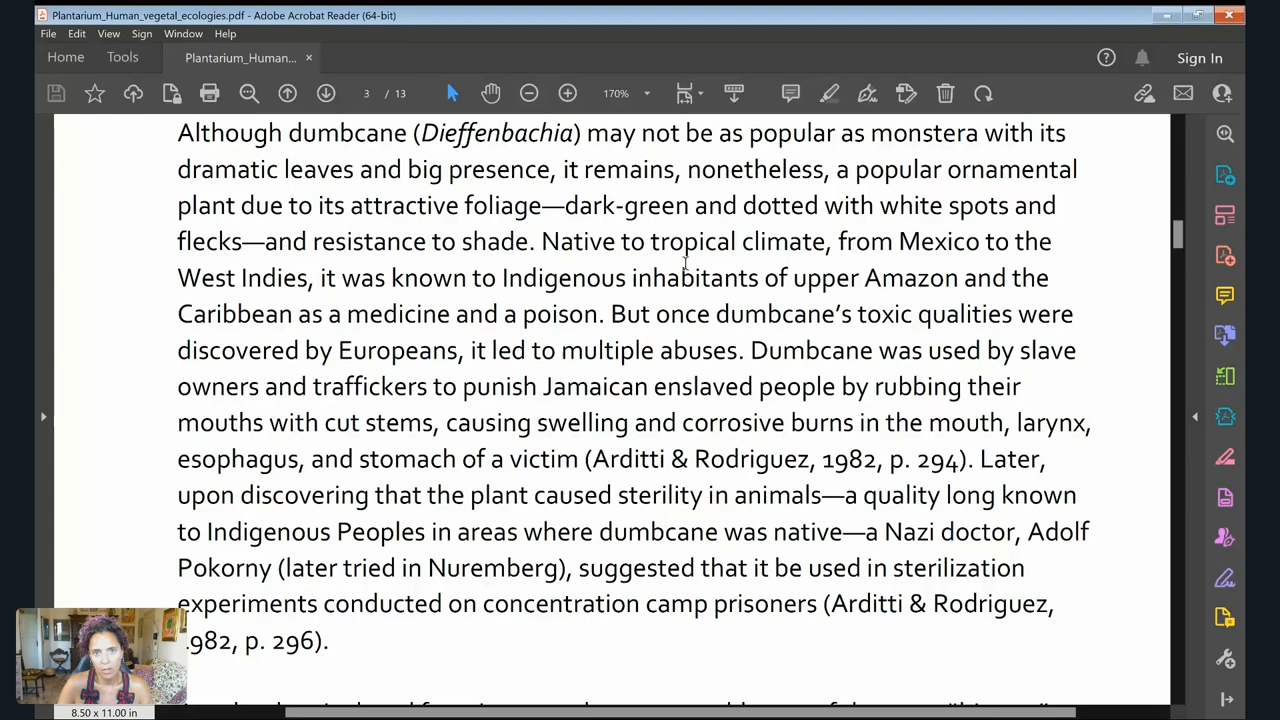 Plantarium_Human_vegetal_ecologies.pdf - Adobe Acrobat Reader (64-bit)
File Edit View Sign Window Help
Home Tools Plantarium_Human... × Sign In
3 / 13 170%
Although dumbcane (Dieffenbachia) may not be as popular as monstera with its
dramatic leaves and big presence, it remains, nonetheless, a popular ornamental
plant due to its attractive foliage—dark-green and dotted with white spots and
flecks—and resistance to shade. Native to tropical climate, from Mexico to the
West Indies, it was known to Indigenous inhabitants of upper Amazon and the
Caribbean as a medicine and a poison. But once dumbcane’s toxic qualities were
discovered by Europeans, it led to multiple abuses. Dumbcane was used by slave
owners and traffickers to punish Jamaican enslaved people by rubbing their
mouths with cut stems, causing swelling and corrosive burns in the mouth, larynx,
esophagus, and stomach of a victim (Arditti & Rodriguez, 1982, p. 294). Later,
upon discovering that the plant caused sterility in animals—a quality long known
to Indigenous Peoples in areas where dumbcane was native—a Nazi doctor, Adolf
Pokorny (later tried in Nuremberg), suggested that it be used in sterilization
experiments conducted on concentration camp prisoners (Arditti & Rodriguez,
1982, p. 296).
8.50 x 11.00 in